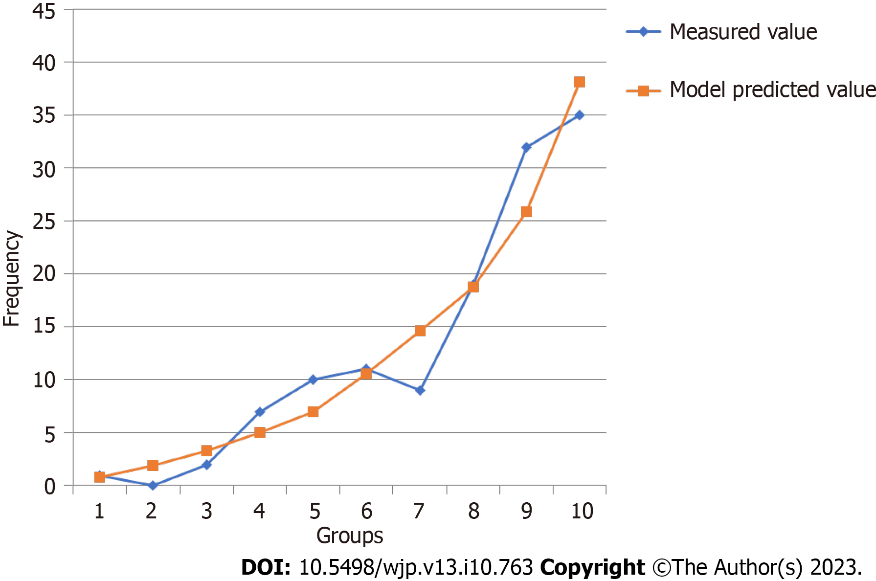 45
40
35
30
25
20
15
10
5
0
Frequency
1 2 3 4 5 6 7 8 9 10
Groups
Measured value
Model predicted value
DOI: 10.5498/wjp.v13.i10.763 Copyright ©The Author(s) 2023.